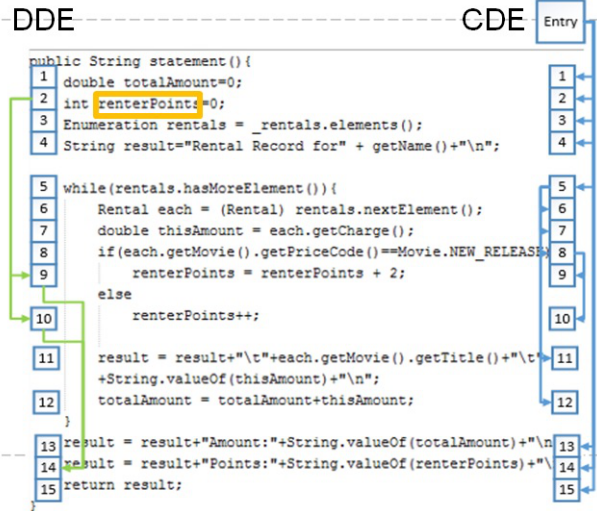 DDE CDE Entry
public String statement(){
1 double totalAmount=0; 1
2 int renterPoints=0; 2
3 Enumeration rentals = _rentals.elements(); 3
4 String result="Rental Record for" + getName()+"\n"; 4
5 while(rentals.hasMoreElement()){ 5
6 Rental each = (Rental) rentals.nextElement(); 6
7 double thisAmount = each.getCharge(); 7
8 if(each.getMovie().getPriceCode()==Movie.NEW_RELEASE) 8
9 renterPoints = renterPoints + 2; 9
else
10 renterPoints++; 10
11 result = result+"\t"+each.getMovie().getTitle()+"\t" 11
+String.valueOf(thisAmount)+"\n";
12 totalAmount = totalAmount+thisAmount; 12
}
13 result = result+"Amount:"+String.valueOf(totalAmount)+"\n 13
14 result = result+"Points:"+String.valueOf(renterPoints)+"\ 14
15 return result; 15
}